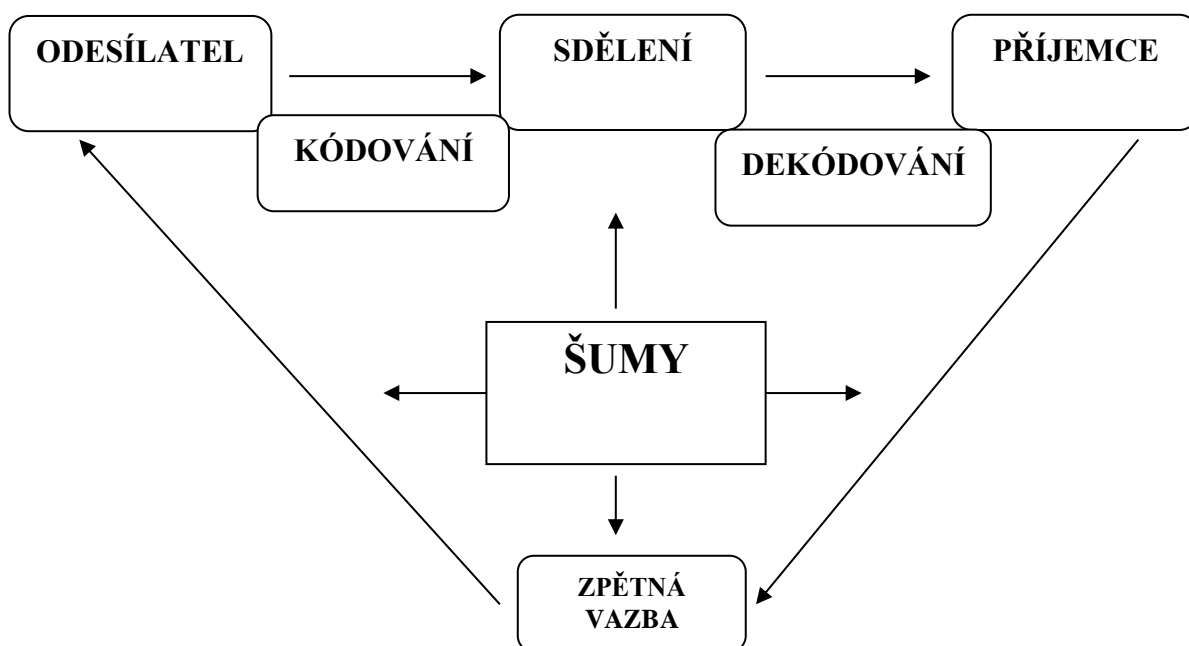 ODESÍLATEL
SDĚLENÍ
PŘÍJEMCE
KÓDOVÁNÍ
DEKÓDOVÁNÍ
ŠUMY
ZPĚTNÁ
VAZBA